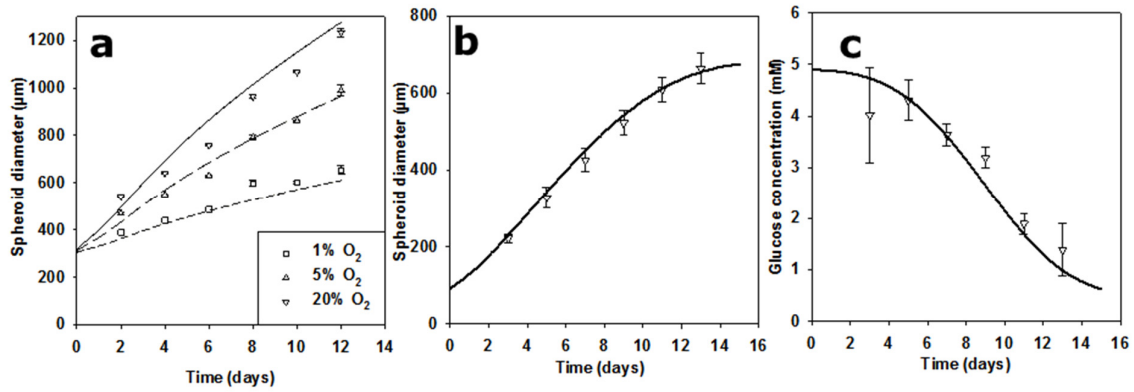 a
1200
1000
800
600
400
200
0
Spheroid diameter (µm)
0 2 4 6 8 10 12 14
Time (days)
1% O₂
5% O₂
20% O₂
b
800
600
400
200
0
Spheroid diameter (µm)
0 2 4 6 8 10 12 14 16
Time (days)
c
6
5
4
3
2
1
0
Glucose concentration (mM)
0 2 4 6 8 10 12 14 16
Time (days)